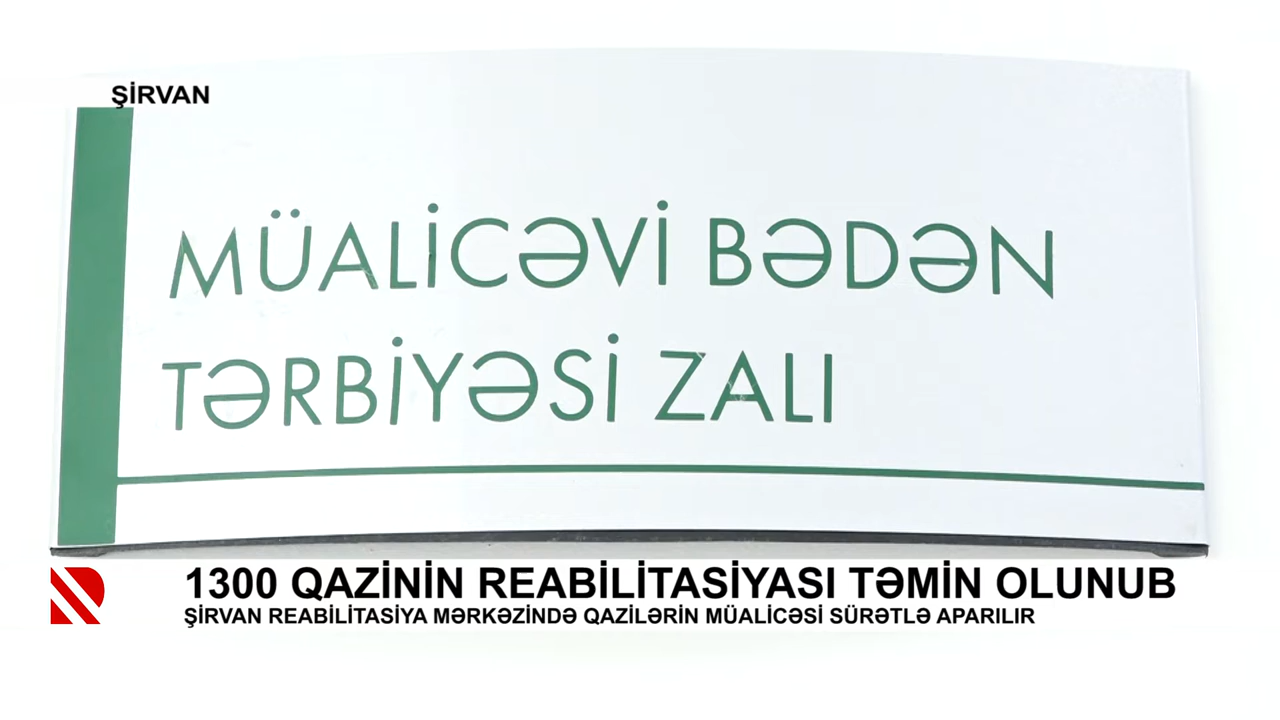 ŞİRVAN
MÜALİCƏVİ BƏDƏN
TƏRBİYƏSİ ZALI
1300 QAZİNİN REABİLİTASİYASI TƏMİN OLUNUB
ŞİRVAN REABİLİTASİYA MƏRKƏZİNDƏ QAZİLƏRİN MÜALİCƏSİ SÜRƏTLƏ APARILIR